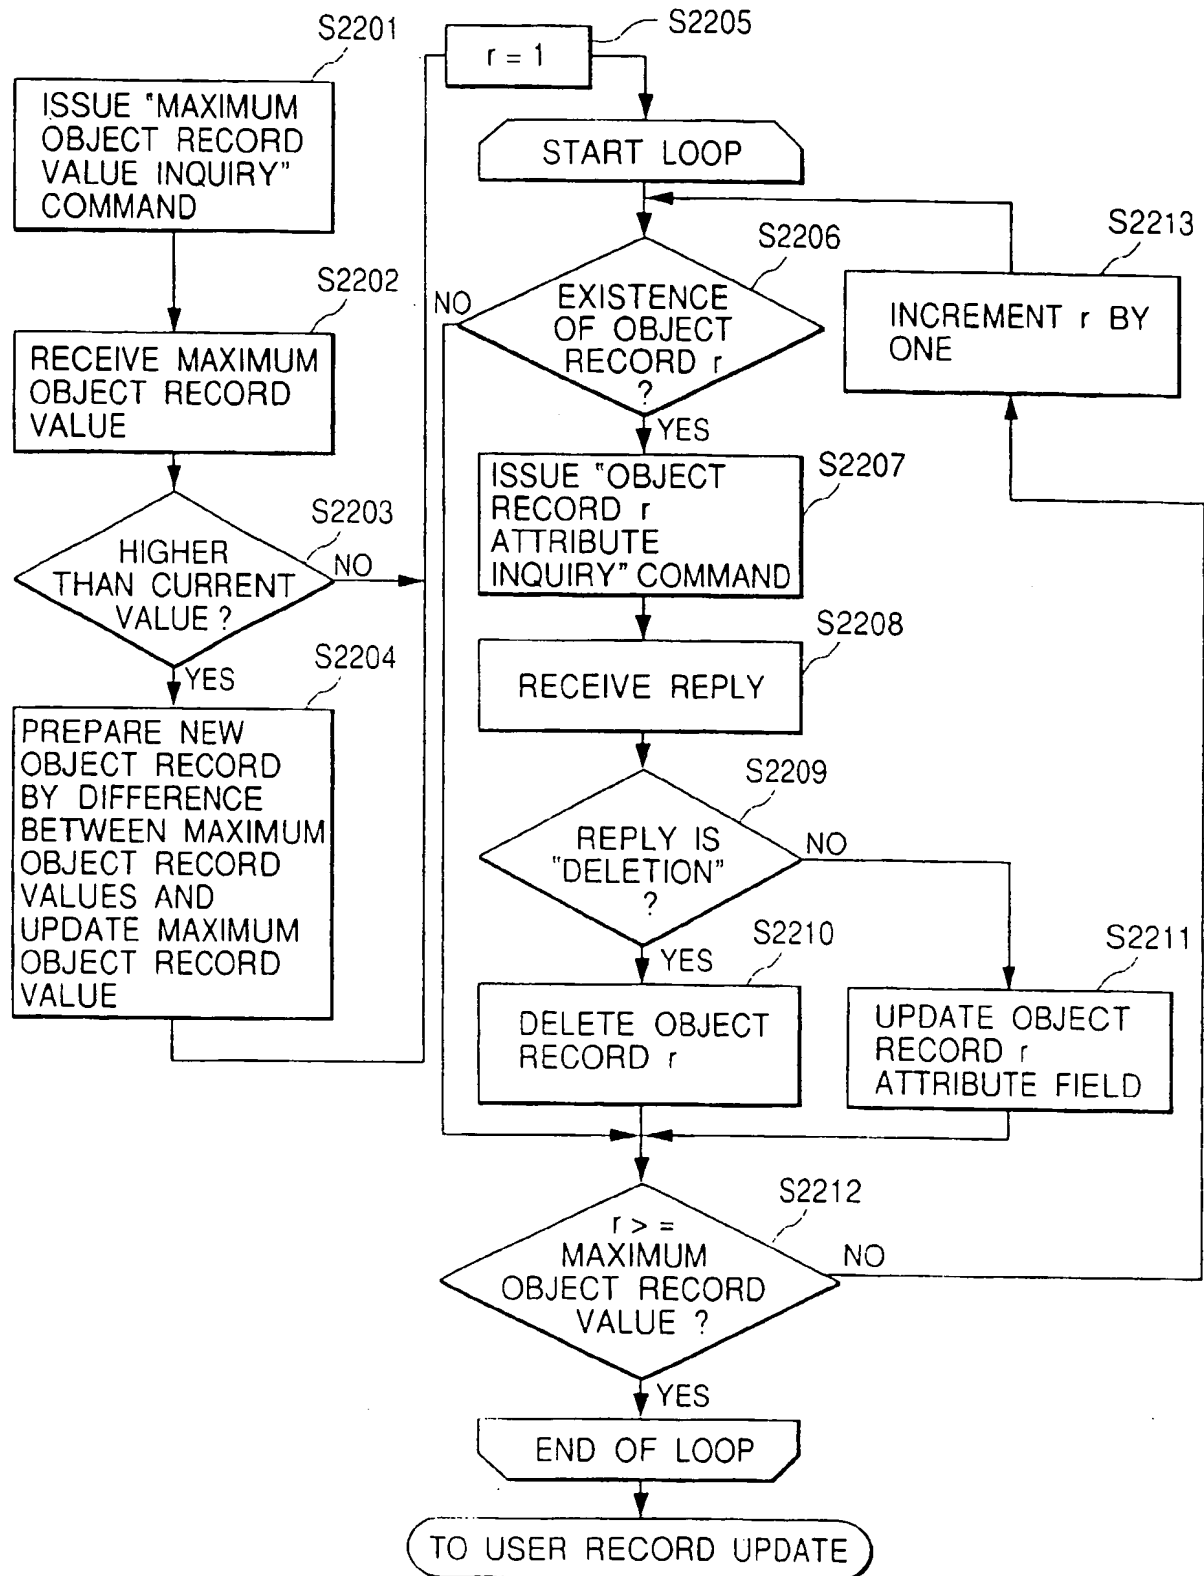 S2201
ISSUE "MAXIMUM
OBJECT RECORD
VALUE INQUIRY"
COMMAND
S2202
RECEIVE MAXIMUM
OBJECT RECORD
VALUE
S2203
HIGHER
THAN CURRENT
VALUE ?
NO
YES
S2204
PREPARE NEW
OBJECT RECORD
BY DIFFERENCE
BETWEEN MAXIMUM
OBJECT RECORD
VALUES AND
UPDATE MAXIMUM
OBJECT RECORD
VALUE
S2205
r = 1
START LOOP
S2206
EXISTENCE
OF OBJECT
RECORD r
?
NO
YES
S2207
ISSUE "OBJECT
RECORD r
ATTRIBUTE
INQUIRY" COMMAND
S2208
RECEIVE REPLY
S2209
REPLY IS
"DELETION"
?
NO
YES
S2210
DELETE OBJECT
RECORD r
S2211
UPDATE OBJECT
RECORD r
ATTRIBUTE FIELD
S2212
r > =
MAXIMUM
OBJECT RECORD
VALUE ?
NO
YES
S2213
INCREMENT r BY
ONE
END OF LOOP
TO USER RECORD UPDATE